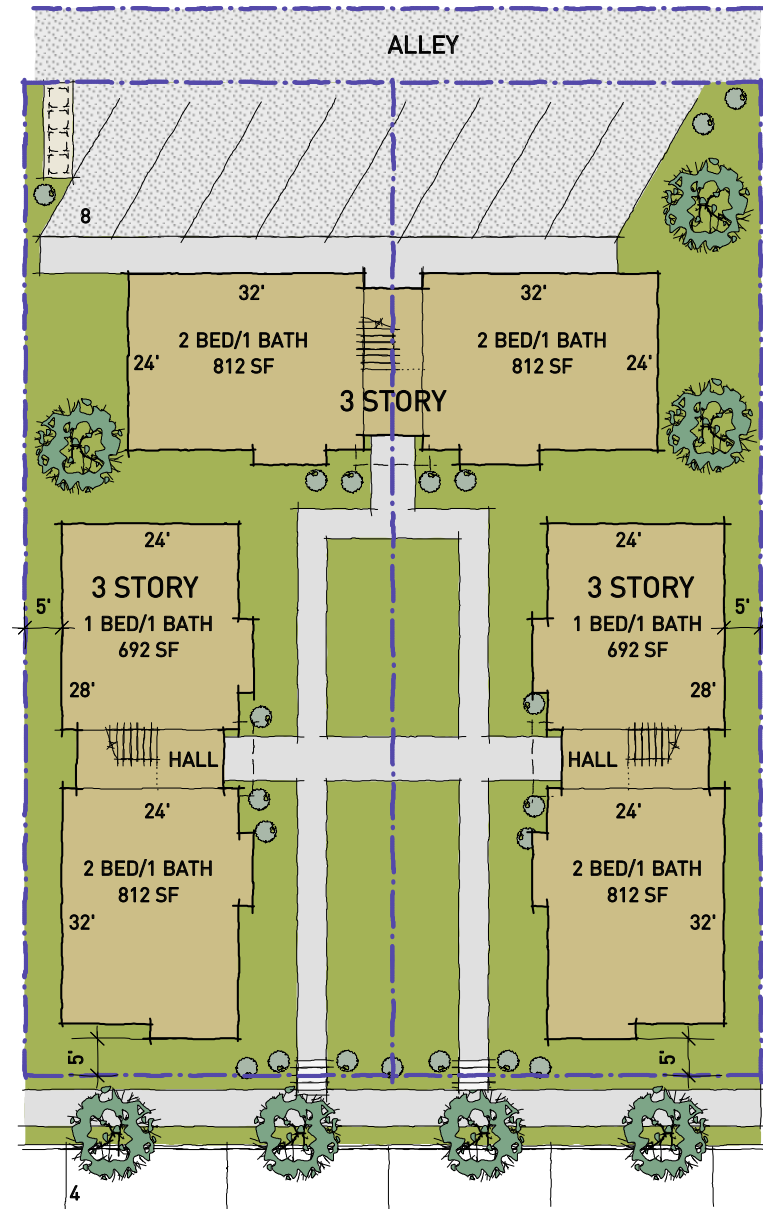 ALLEY
8
32'
32'
2 BED/1 BATH
812 SF
2 BED/1 BATH
812 SF
24'
24'
3 STORY
24'
24'
3 STORY
3 STORY
5'
5'
1 BED/1 BATH
692 SF
1 BED/1 BATH
692 SF
28'
28'
HALL
HALL
24'
24'
2 BED/1 BATH
812 SF
2 BED/1 BATH
812 SF
32'
32'
5'
5'
4